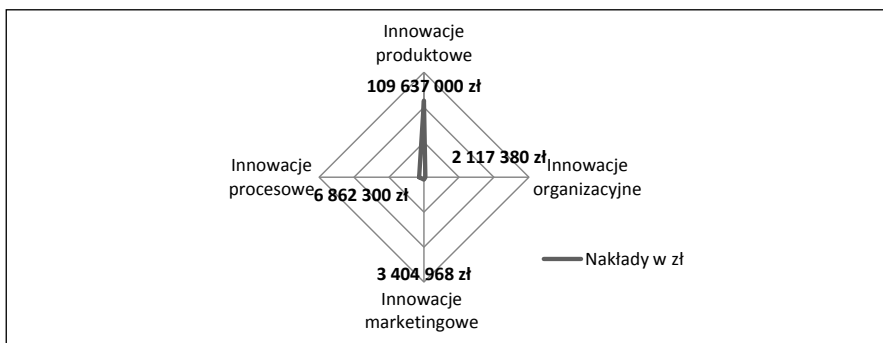 Innowacje
produktowe
109 637 000 zł
2 117 380 zł
Innowacje
organizacyjne
Innowacje
procesowe
6 862 300 zł
Nakłady w zł
3 404 968 zł
Innowacje
marketingowe